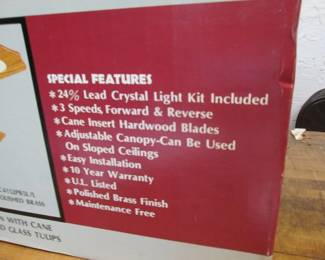 SPECIAL FEATURES
*24% Lead Crystal Light Kit Included
*3 Speeds, Forward & Reverse
*Cane Insert Hardwood Blades
*Adjustable Canopy-Can Be Used
On Sloped Ceilings
*Easy Installation
*10 Year Warranty
*U.L. Listed
*Polished Brass Finish
*Maintenance Free
OLISHED BRASS
WITH CANE
GLASS TULIPS